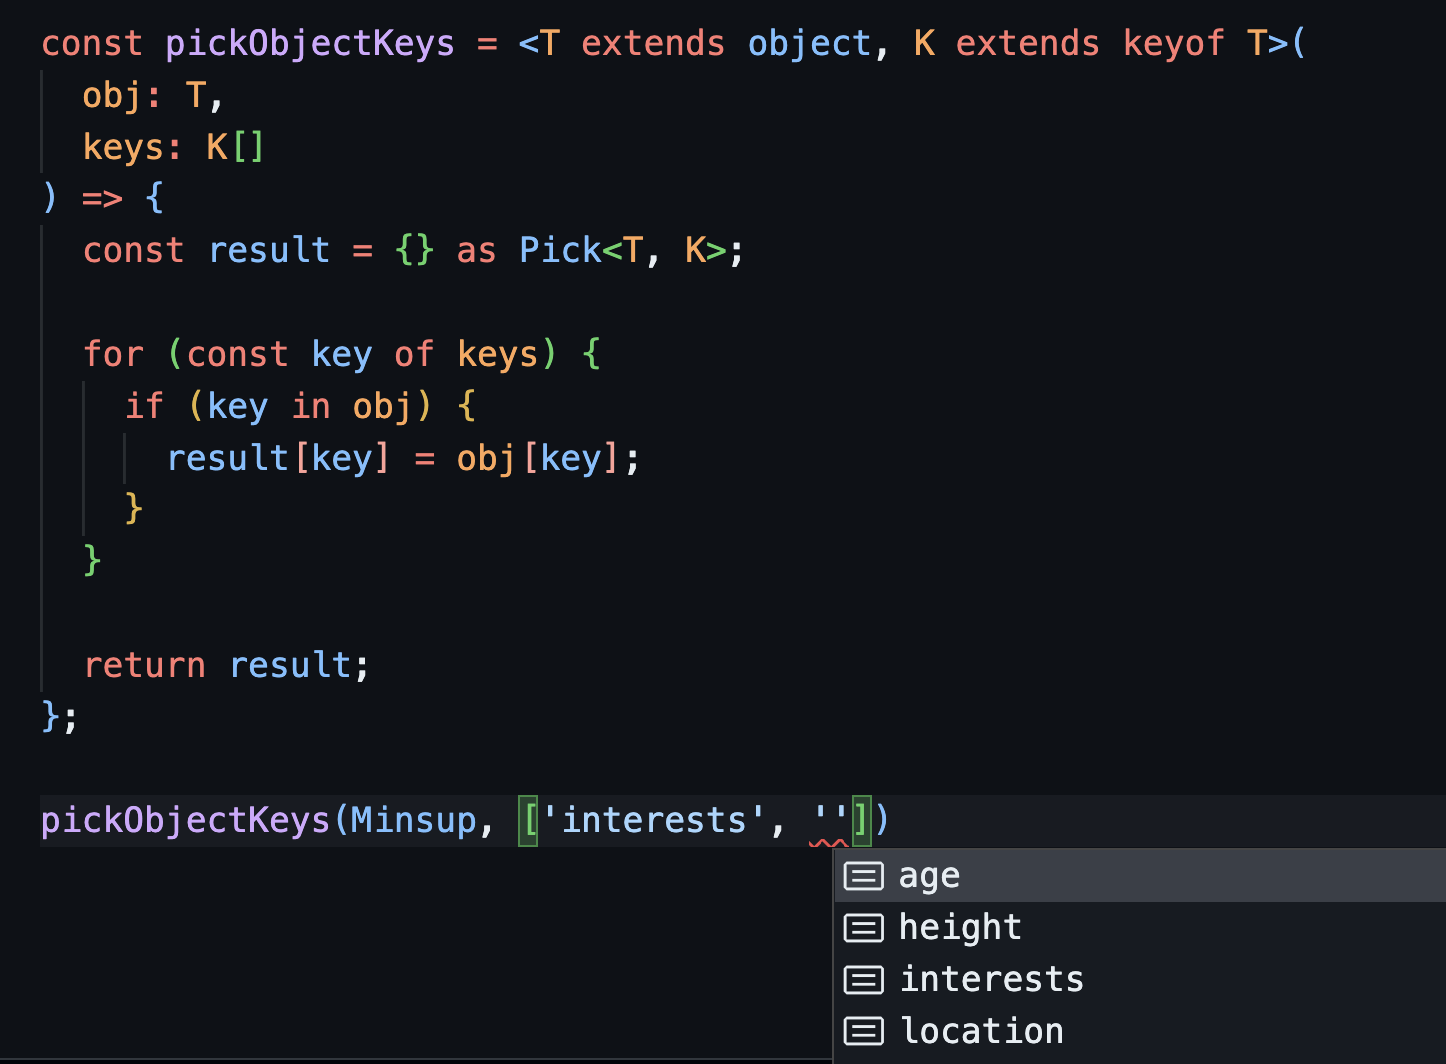 const pickObjectKeys = <T extends object, K extends keyof T>(
  obj: T,
  keys: K[]
) => {
  const result = {} as Pick<T, K>;
  for (const key of keys) {
    if (key in obj) {
      result[key] = obj[key];
    }
  }
  return result;
};
pickObjectKeys(Minsup, ['interests', ''])
age
height
interests
location